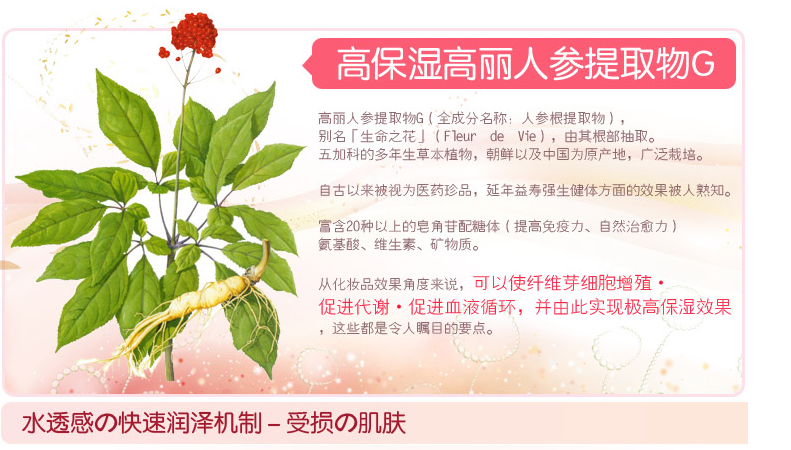 高保湿高丽人参提取物G
高丽人参提取物G（全成分名称：人参根提取物），
别名「生命之花」（Fleur de Vie），由其根部抽取。
五加科的多年生草本植物，朝鲜以及中国为原产地，广泛栽培。
自古以来被视为医药珍品，延年益寿强生健体方面的效果被人熟知。
富含20种以上的皂角苷配糖体（提高免疫力、自然治愈力）
氨基酸、维生素、矿物质。
从化妆品效果角度来说，可以使纤维芽细胞增殖・
促进代谢・促进血液循环，并由此实现极高保湿效果
，这些都是令人瞩目的要点。
水透感の快速润泽机制－受损の肌肤